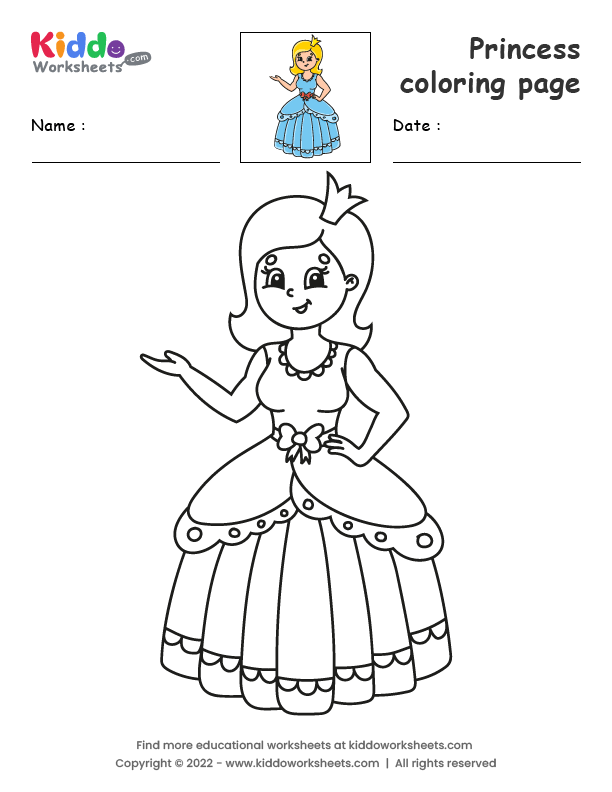 Kiddo
Worksheets.com
Princess
coloring page
Name :
Date :
Find more educational worksheets at kiddoworksheets.com
Copyright © 2022 - www.kiddoworksheets.com | All rights reserved